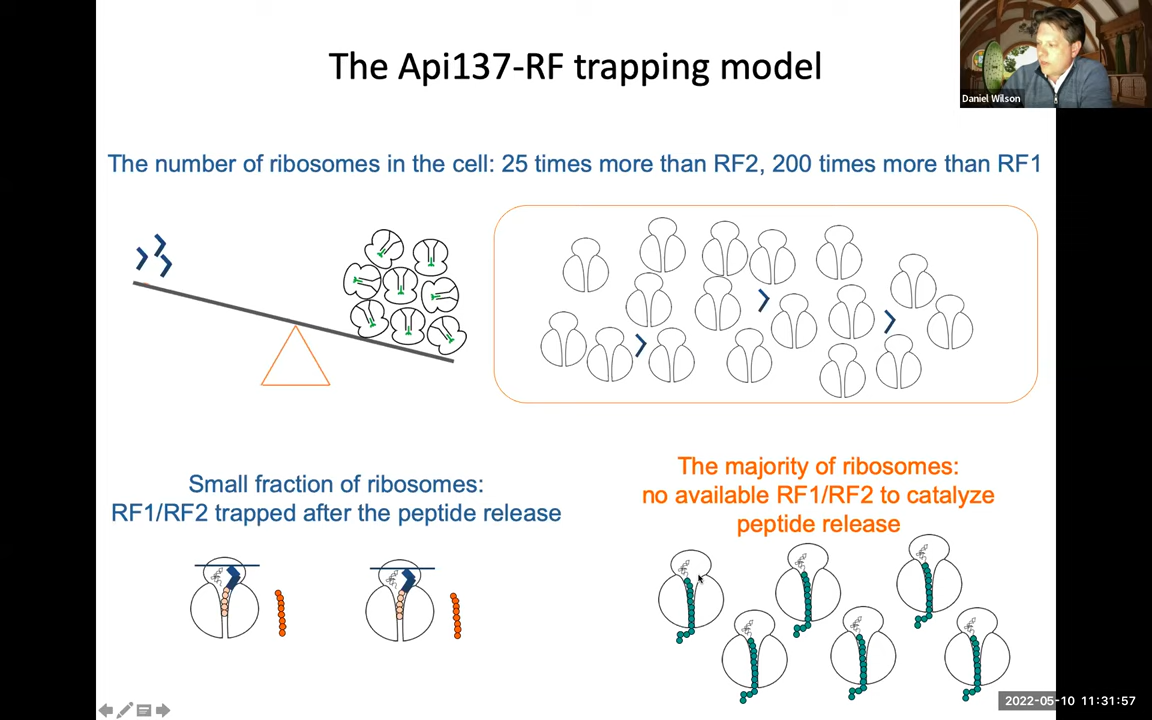 The Api137-RF trapping model
Daniel Wilson
The number of ribosomes in the cell: 25 times more than RF2, 200 times more than RF1
Small fraction of ribosomes:
RF1/RF2 trapped after the peptide release
The majority of ribosomes:
no available RF1/RF2 to catalyze
peptide release
2022-05-10 11:31:57